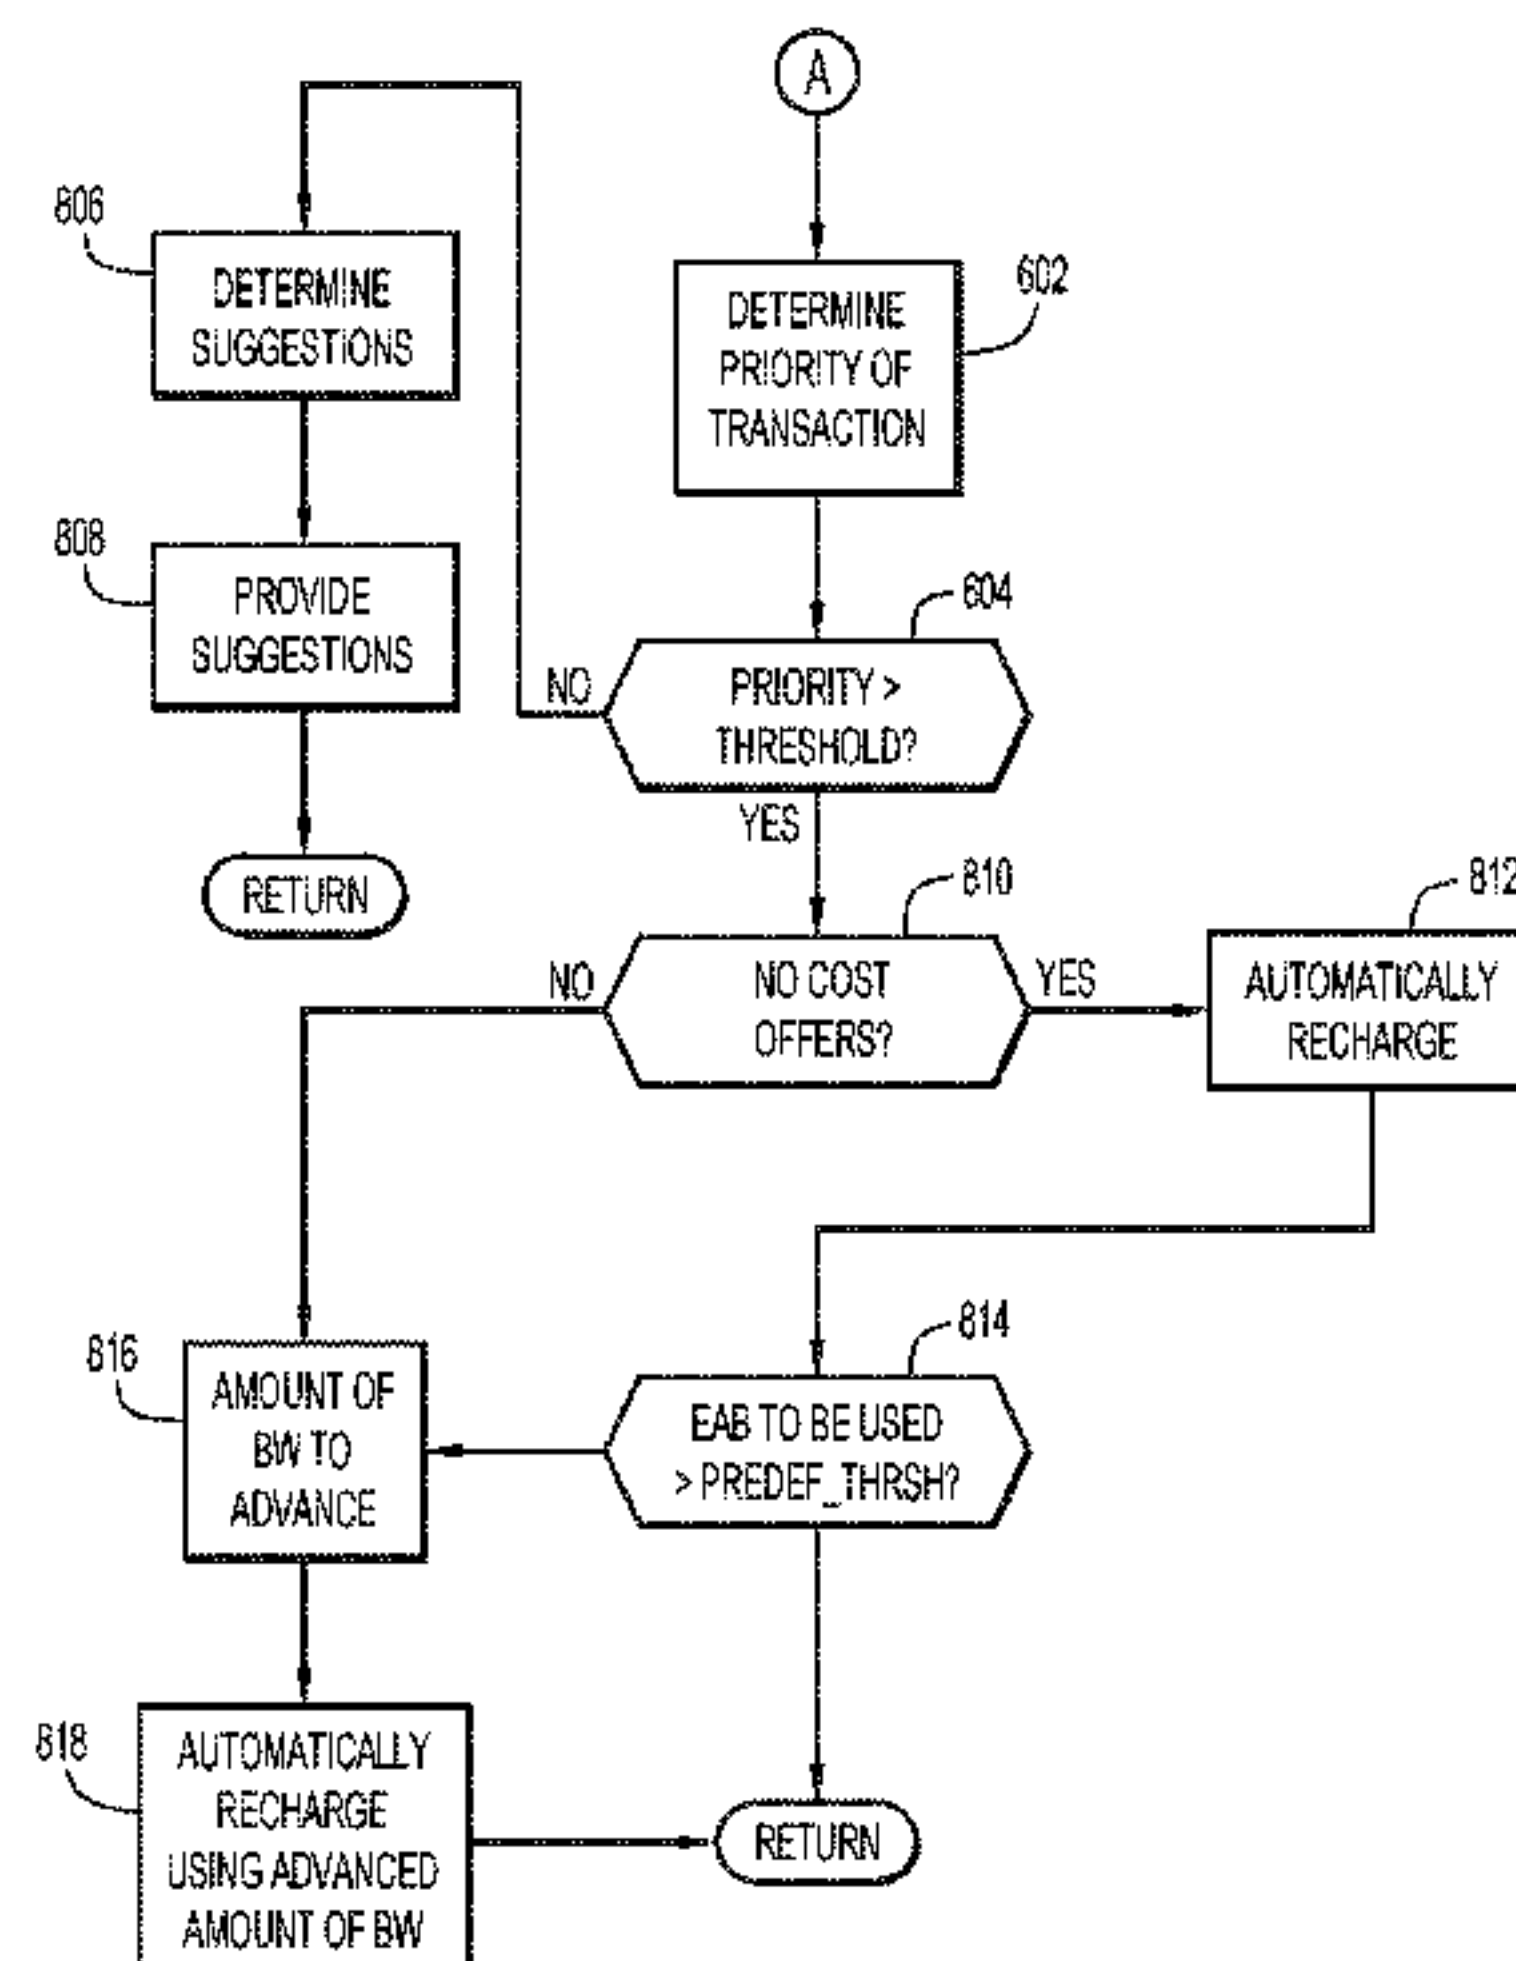 A
806
DETERMINE
SUGGESTIONS
602
DETERMINE
PRIORITY OF
TRANSACTION
808
PROVIDE
SUGGESTIONS
604
NO
PRIORITY >
THRESHOLD?
YES
RETURN
810
812
NO
NO COST
OFFERS?
YES
AUTOMATICALLY
RECHARGE
814
816
AMOUNT OF
BW TO
ADVANCE
EAB TO BE USED
> PREDEF_THRSH?
818
AUTOMATICALLY
RECHARGE
USING ADVANCED
AMOUNT OF BW
RETURN